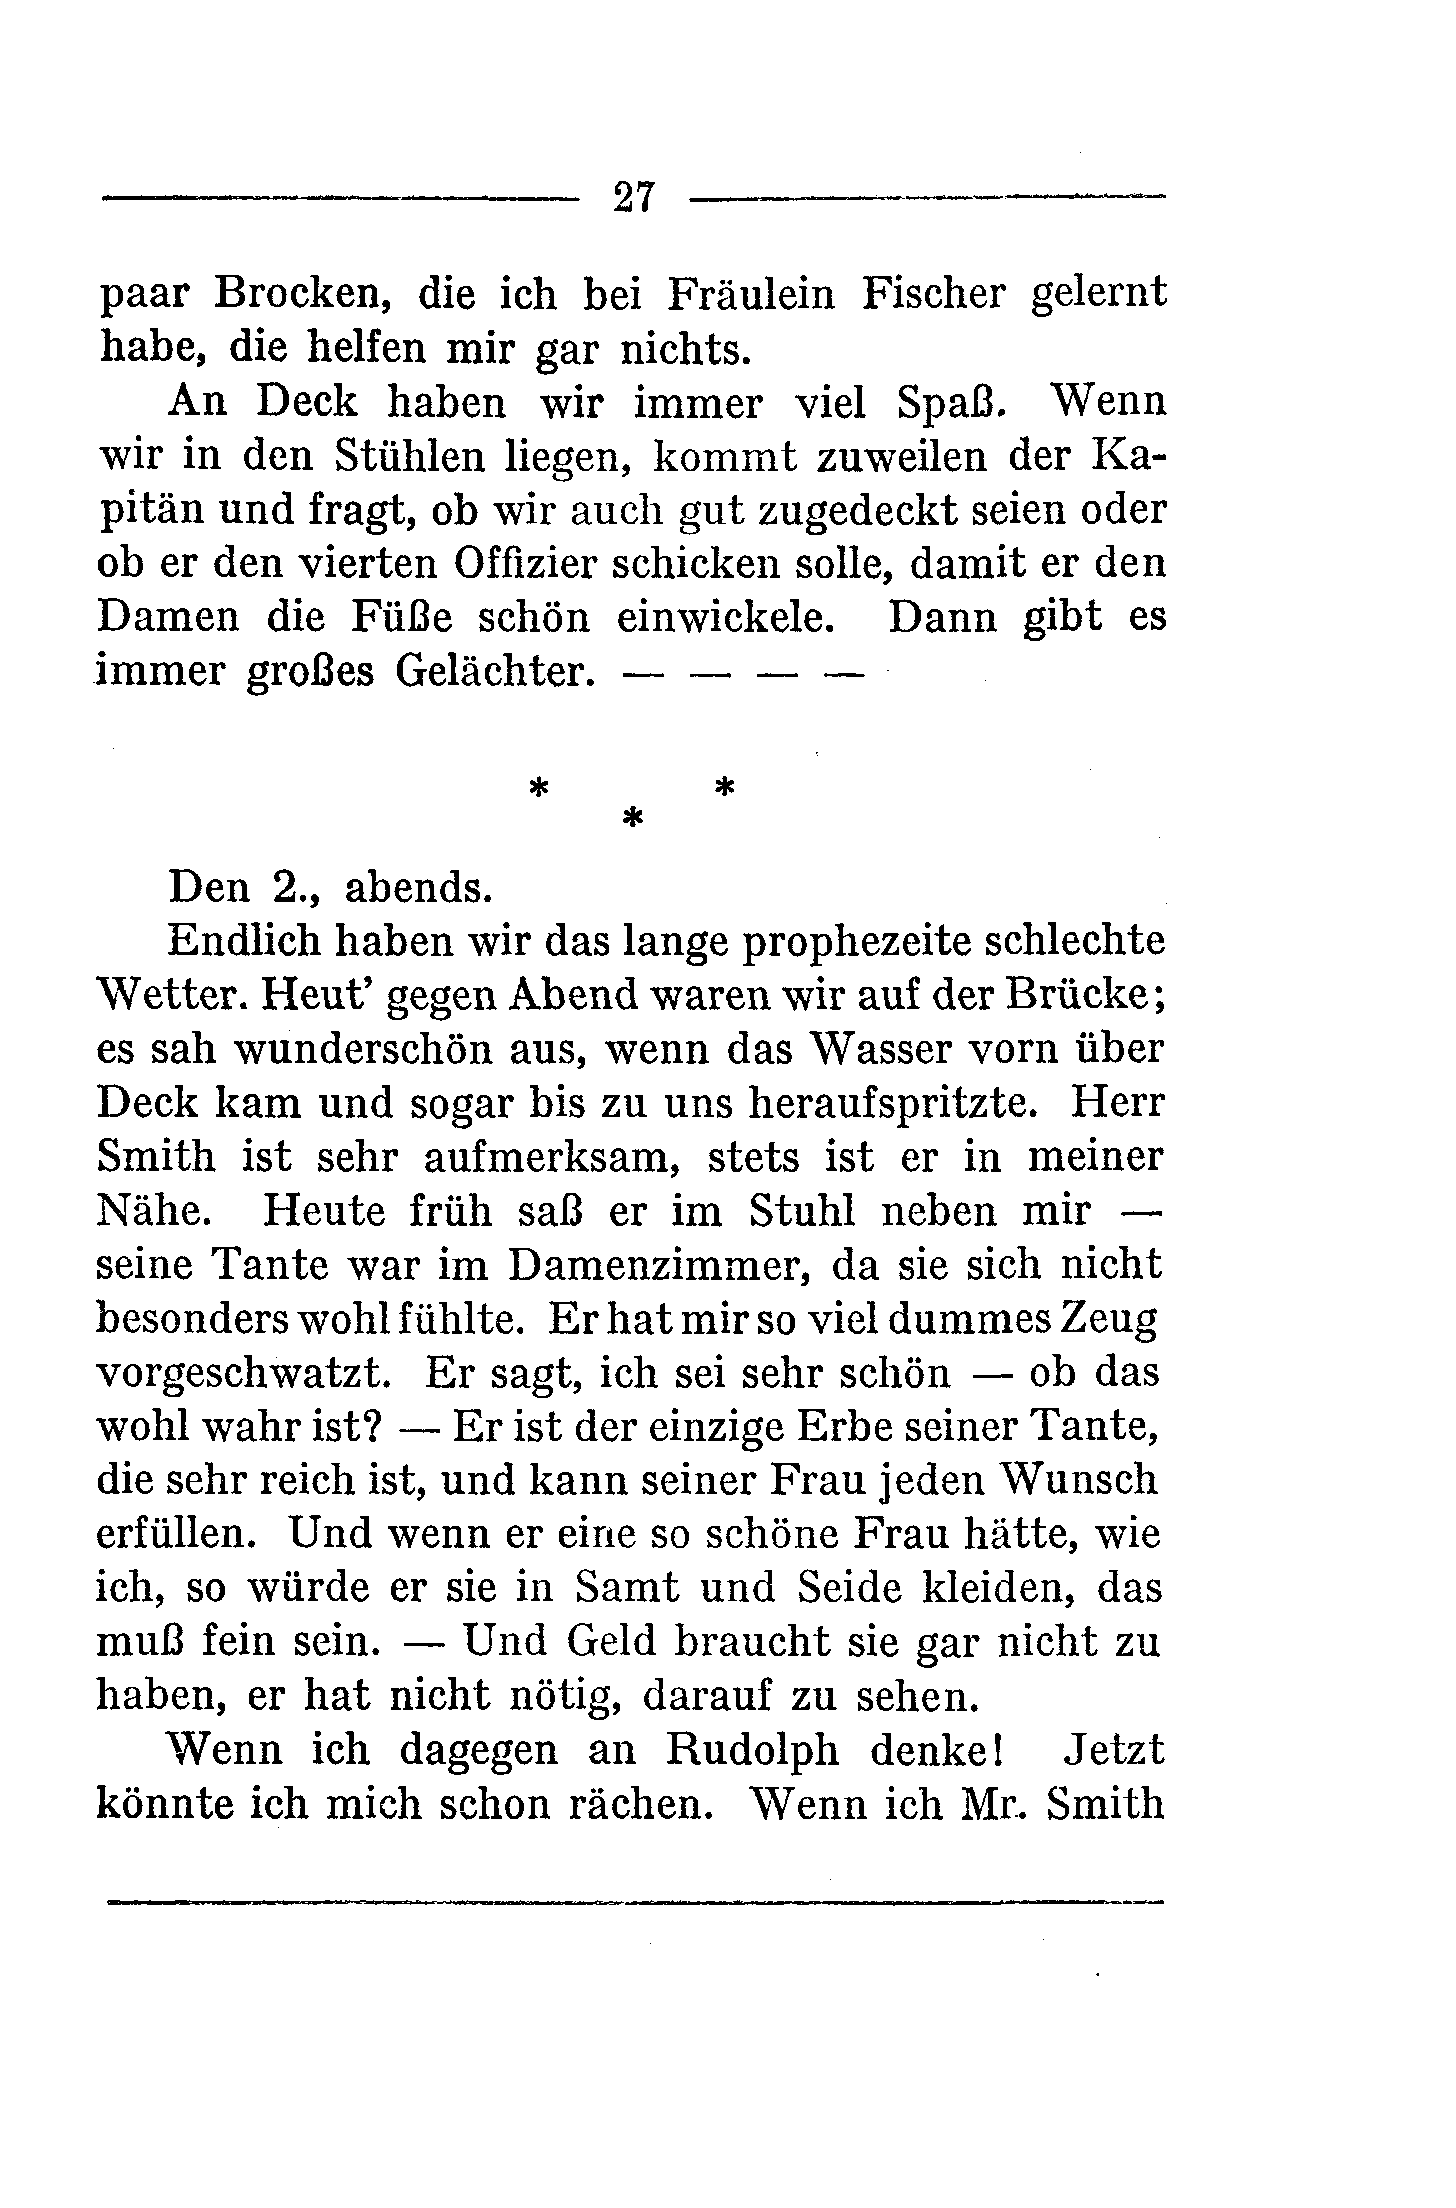 27
paar Brocken, die ich bei Fräulein Fischer gelernt
habe, die helfen mir gar nichts.
An Deck haben wir immer viel Spaß. Wenn
wir in den Stühlen liegen, kommt zuweilen der Ka-
pitän und fragt, ob wir auch gut zugedeckt seien oder
ob er den vierten Offizier schicken solle, damit er den
Damen die Füße schön einwickele. Dann gibt es
immer großes Gelächter. — — — —
* *
*
Den 2., abends.
Endlich haben wir das lange prophezeite schlechte
Wetter. Heut’ gegen Abend waren wir auf der Brücke;
es sah wunderschön aus, wenn das Wasser vorn über
Deck kam und sogar bis zu uns heraufspritzte. Herr
Smith ist sehr aufmerksam, stets ist er in meiner
Nähe. Heute früh saß er im Stuhl neben mir —
seine Tante war im Damenzimmer, da sie sich nicht
besonders wohl fühlte. Er hat mir so viel dummes Zeug
vorgeschwatzt. Er sagt, ich sei sehr schön — ob das
wohl wahr ist? — Er ist der einzige Erbe seiner Tante,
die sehr reich ist, und kann seiner Frau jeden Wunsch
erfüllen. Und wenn er eine so schöne Frau hätte, wie
ich, so würde er sie in Samt und Seide kleiden, das
muß fein sein. — Und Geld braucht sie gar nicht zu
haben, er hat nicht nötig, darauf zu sehen.
Wenn ich dagegen an Rudolph denke! Jetzt
könnte ich mich schon rächen. Wenn ich Mr. Smith